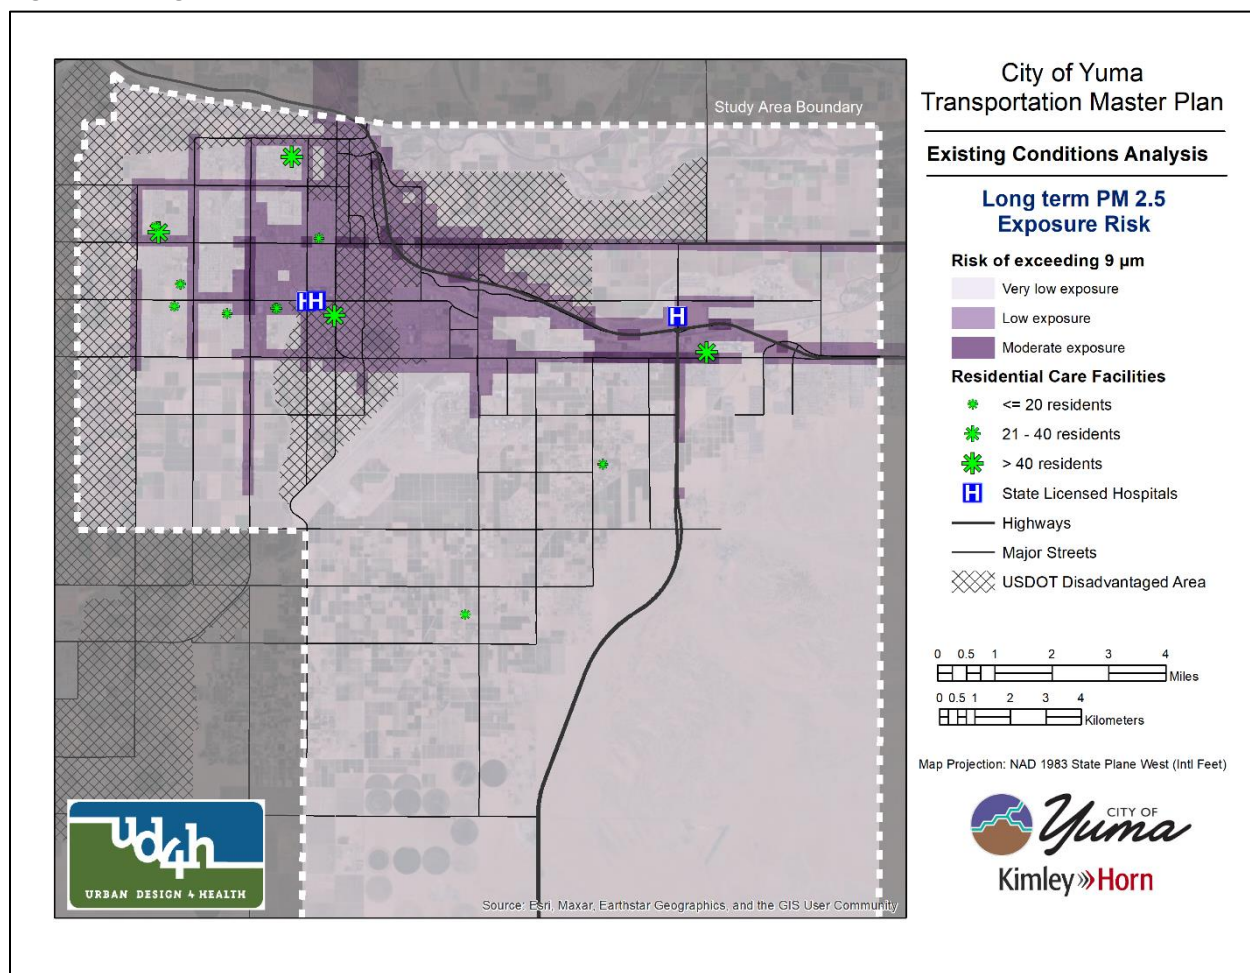 City of Yuma
Transportation Master Plan
Existing Conditions Analysis
Long term PM 2.5
Exposure Risk
Risk of exceeding 9 µm
Very low exposure
Low exposure
Moderate exposure
Residential Care Facilities
<= 20 residents
21 - 40 residents
> 40 residents
H State Licensed Hospitals
Highways
Major Streets
USDOT Disadvantaged Area
0 0.5 1 2 3 4
Miles
0 0.5 1 2 3 4
Kilometers
Map Projection: NAD 1983 State Plane West (Intl Feet)
CITY OF
Yuma
Kimley»Horn
Study Area Boundary
H H
H
ud4h
URBAN DESIGN 4 HEALTH
Source: Esri, Maxar, Earthstar Geographics, and the GIS User Community